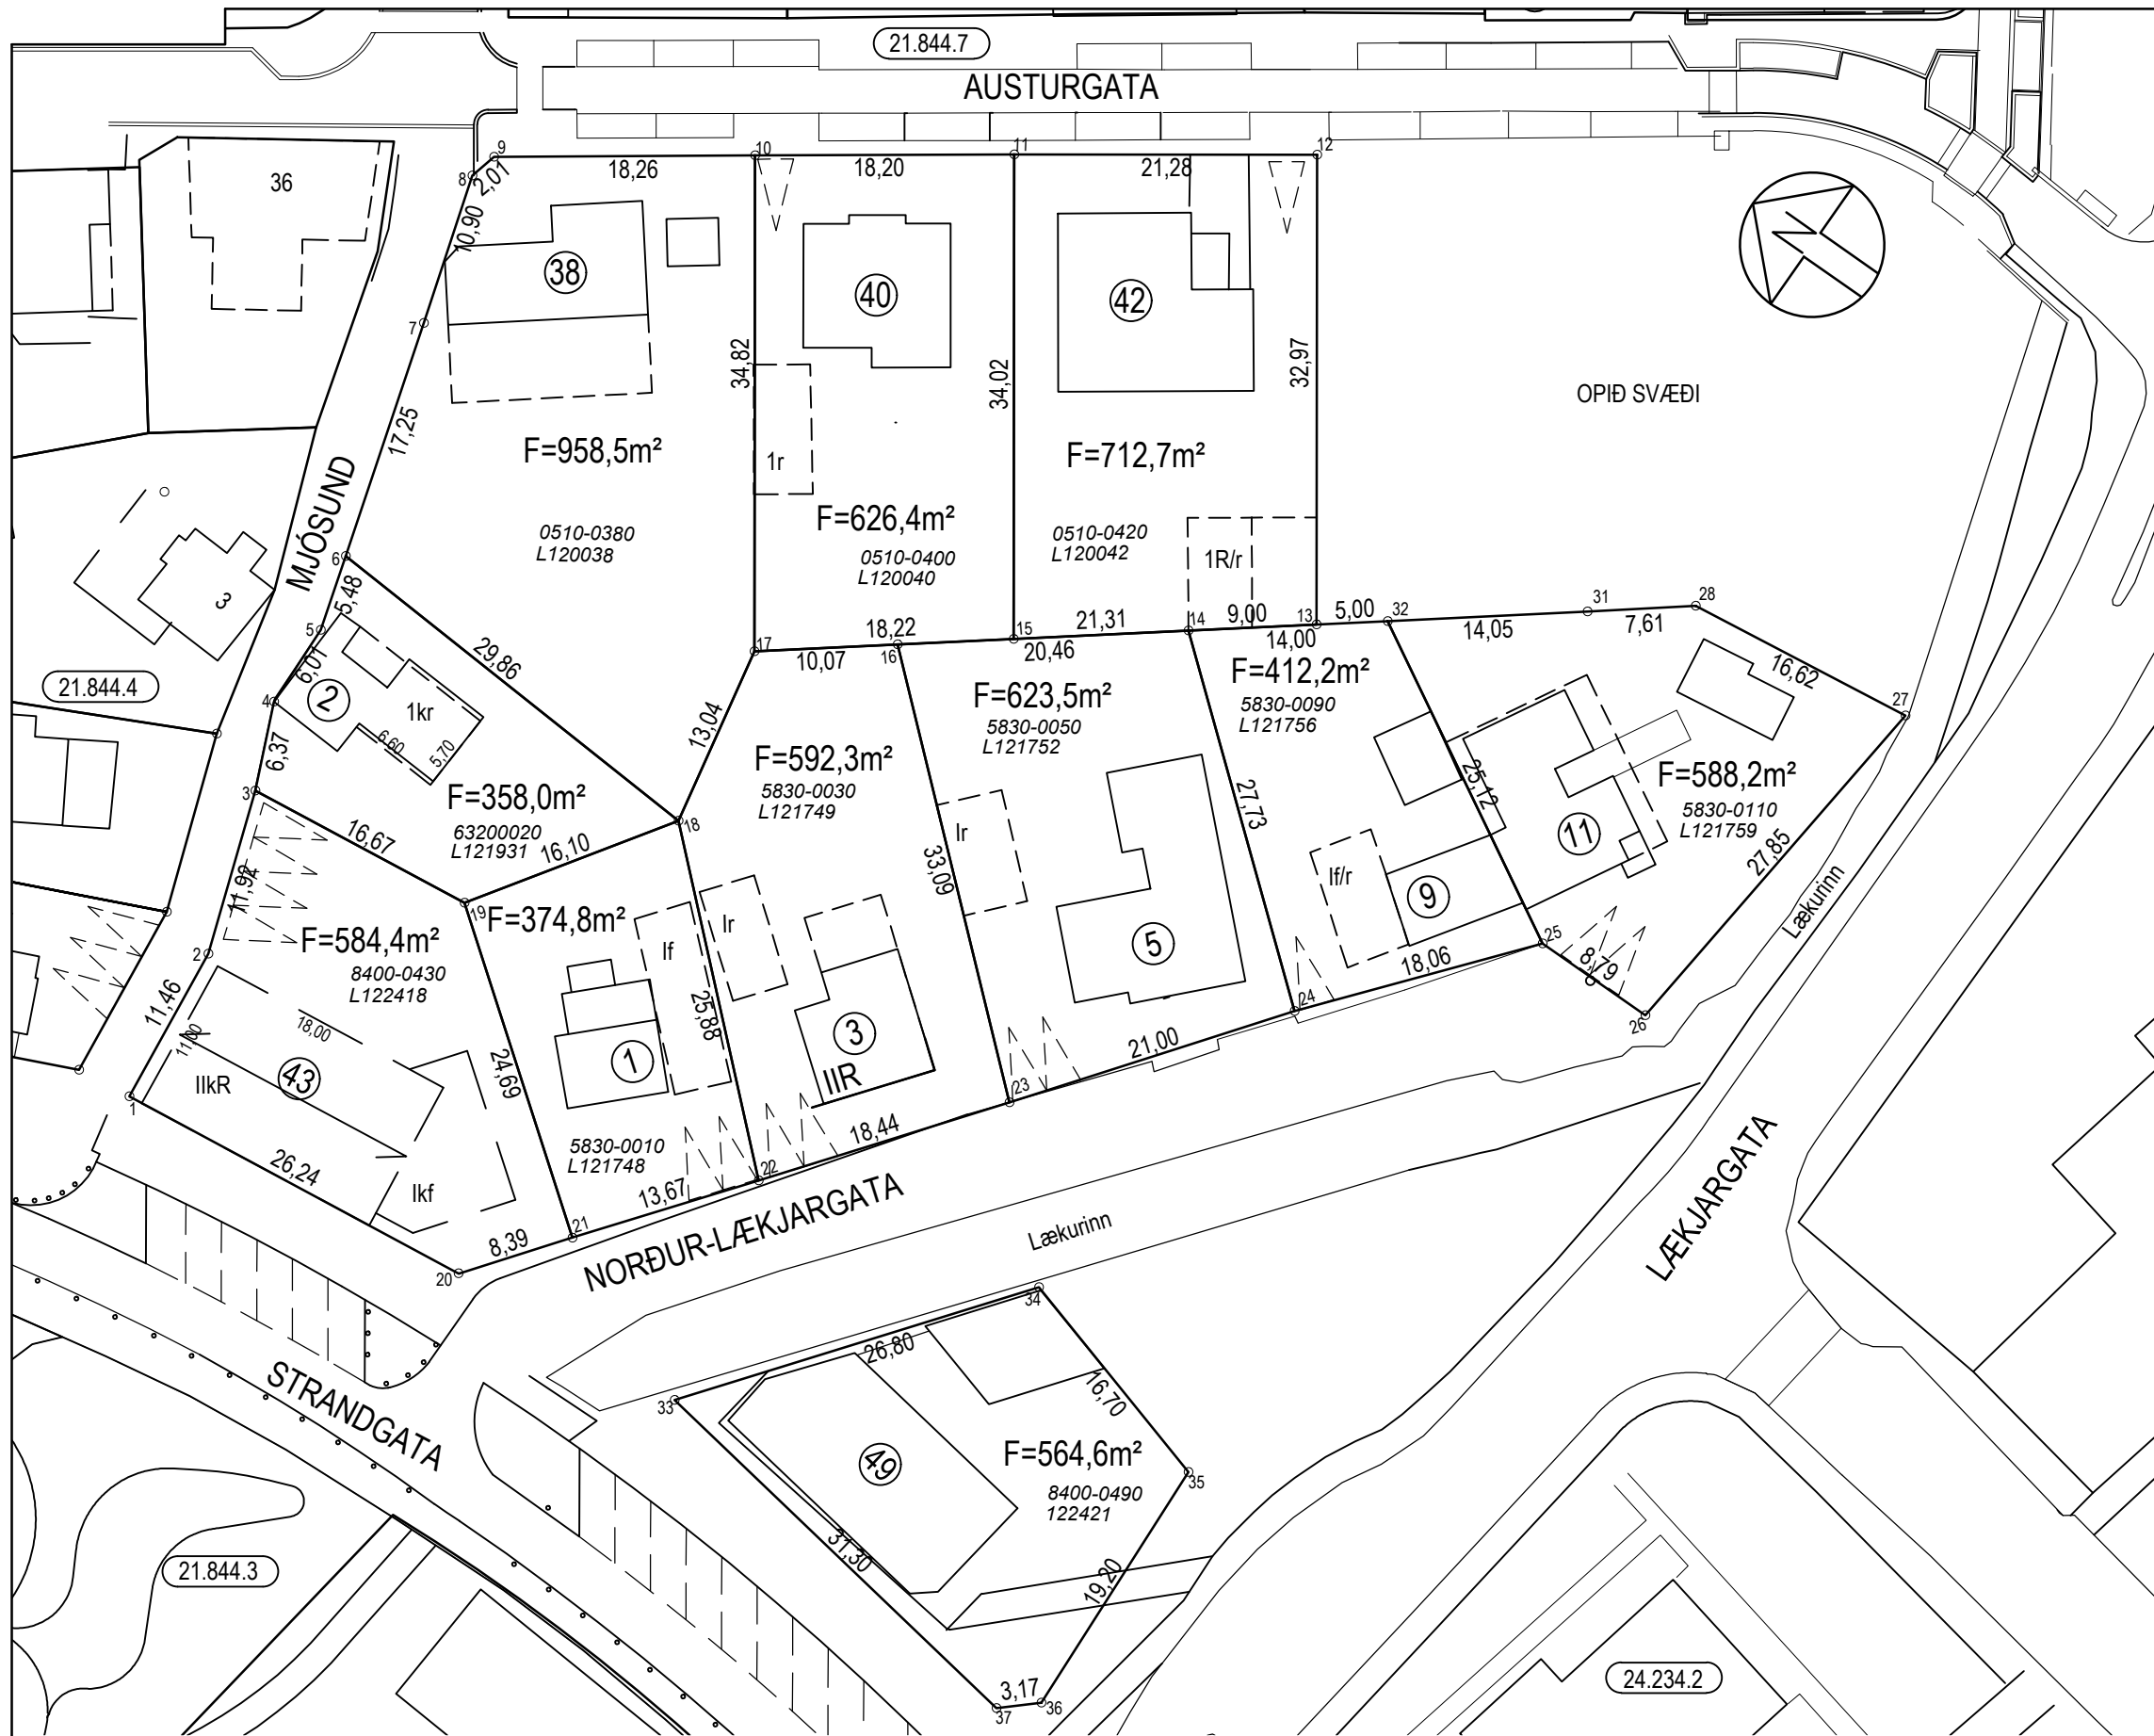 21.844.7
AUSTURGATA
9
10
11
12
8
2,01
18,26
18,20
21,28
36
10,90
38
40
42
7
34,82
34,02
32,97
OPIÐ SVÆÐI
17,25
F=958,5m²
1r
F=712,7m²
MJÓSUND
F=626,4m²
0510-0380
L120038
0510-0400
L120040
0510-0420
L120042
1R/r
6
5,48
3
5
29,86
17
18,22
16
10,07
15
21,31
20,46
14
9,00
13
14,00
5,00
32
14,05
31
7,61
28
16,62
27
21.844.4
6,01
4
2
1kr
6,60
5,70
6,37
13,04
F=592,3m²
5830-0030
L121749
F=623,5m²
5830-0050
L121752
F=412,2m²
5830-0090
L121756
25,12
F=588,2m²
5830-0110
L121759
3
F=358,0m²
63200020
L121931
16,67
16,10
18
33,09
27,73
Ir
If/r
9
11
27,85
Lækurinn
11,92
19
F=374,8m²
If
Ir
F=584,4m²
8400-0430
L122418
2
11,46
18,00
11,00
43
IIkR
24,69
1
25,88
3
IIR
5
18,06
24
25
8,79
26
1
26,24
Ikf
5830-0010
L121748
13,67
22
18,44
23
21,00
8,39
20
21
NORÐUR-LÆKJARGATA
Lækurinn
LÆKJARGATA
STRANDGATA
34
26,80
33
16,70
49
F=564,6m²
8400-0490
122421
35
31,30
19,20
21.844.3
3,17
37
36
24.234.2